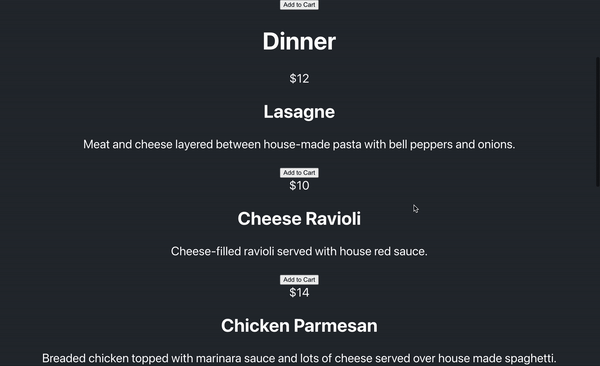 Add to Cart
Dinner
$12
Lasagne
Meat and cheese layered between house-made pasta with bell peppers and onions.
Add to Cart
$10
Cheese Ravioli
Cheese-filled ravioli served with house red sauce.
Add to Cart
$14
Chicken Parmesan
Breaded chicken topped with marinara sauce and lots of cheese served over house made spaghetti.